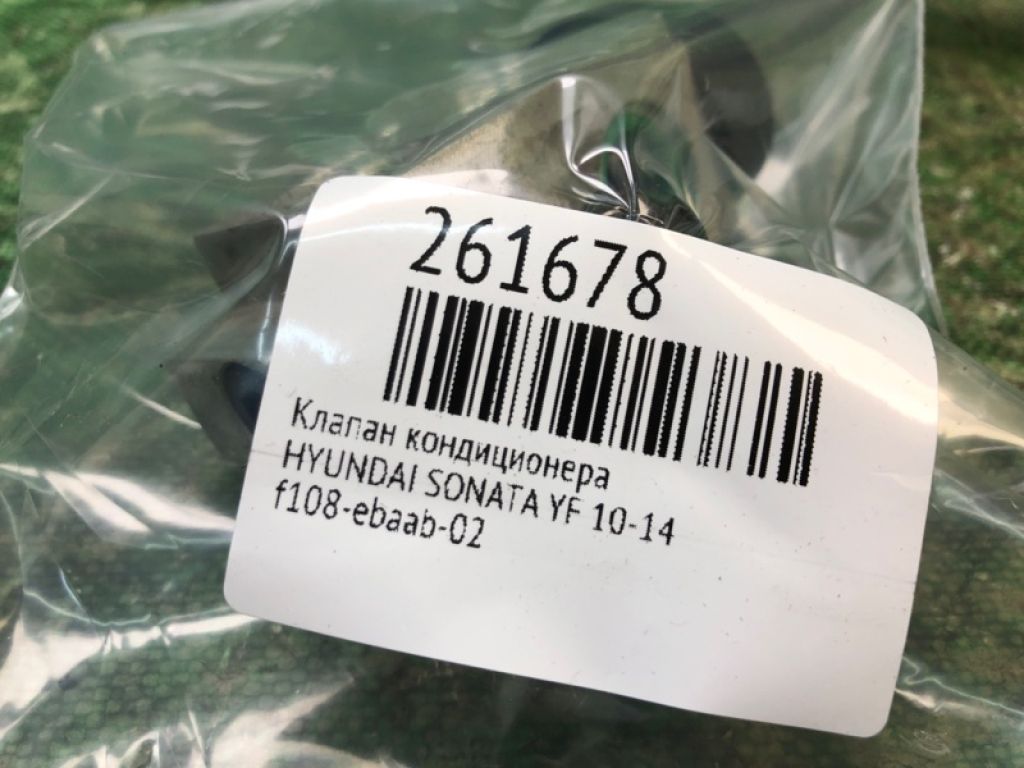 261678
Клапан кондиционера
HYUNDAI SONATA YF 10-14
f108-ebaab-02